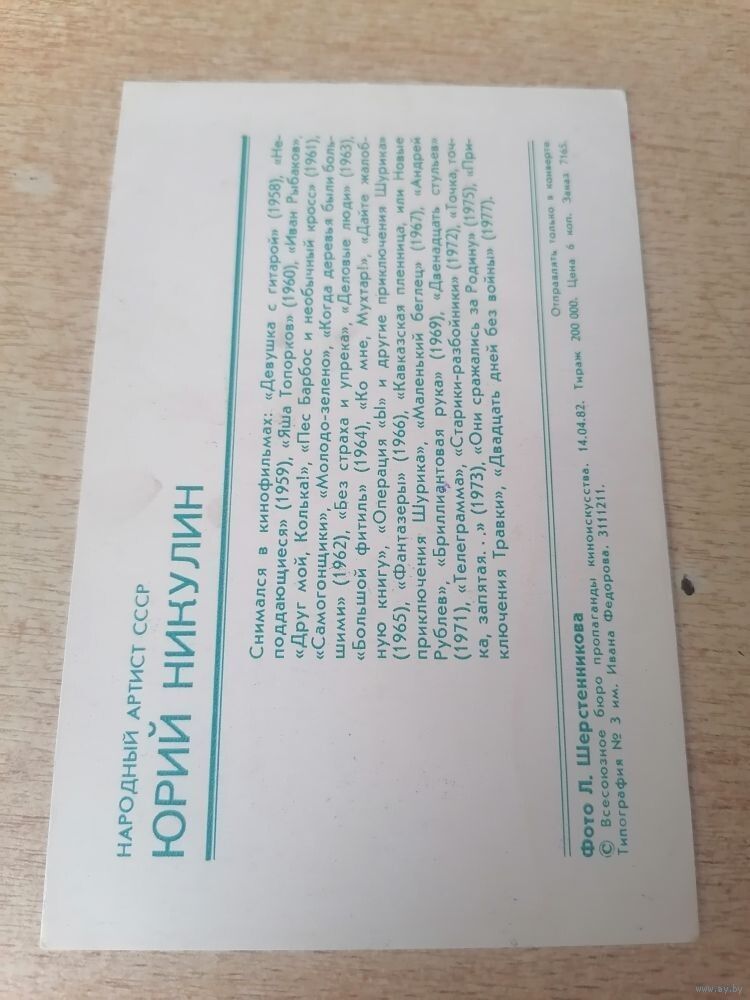 НАРОДНЫЙ АРТИСТ СССР
ЮРИЙ НИКУЛИН
Снимался в кинофильмах: «Девушка с гитарой» (1958), «Не-
поддающиеся» (1959), «Яша Топорков» (1960), «Иван Рыбаков»,
«Друг мой, Колька!», «Пес Барбос и необычный кросс» (1961),
«Самогонщики», «Молодо-зелено», «Когда деревья были боль-
шими» (1962), «Без страха и упрека», «Деловые люди» (1963),
«Большой фитиль» (1964), «Ко мне, Мухтар!», «Дайте жалоб-
ную книгу», «Операция «Ы» и другие приключения Шурика»
(1965), «Фантазеры» (1966), «Кавказская пленница, или Новые
приключения Шурика», «Маленький беглец» (1967), «Андрей
Рублев», «Бриллиантовая рука» (1969), «Двенадцать стульев»
(1971), «Телеграмма», «Старики-разбойники» (1972), «Точка, точ-
ка, запятая...» (1973), «Они сражались за Родину» (1975), «При-
ключения Травки», «Двадцать дней без войны» (1977).
Отправлять только в конверте
Фото Л. Шерстенникова
© Всесоюзное бюро пропаганды киноискусства. 14.04.82. Тираж 200 000. Цена 6 коп. Заказ 7165.
Типография № 3 им. Ивана Федорова. 3111211.
www.ay.by